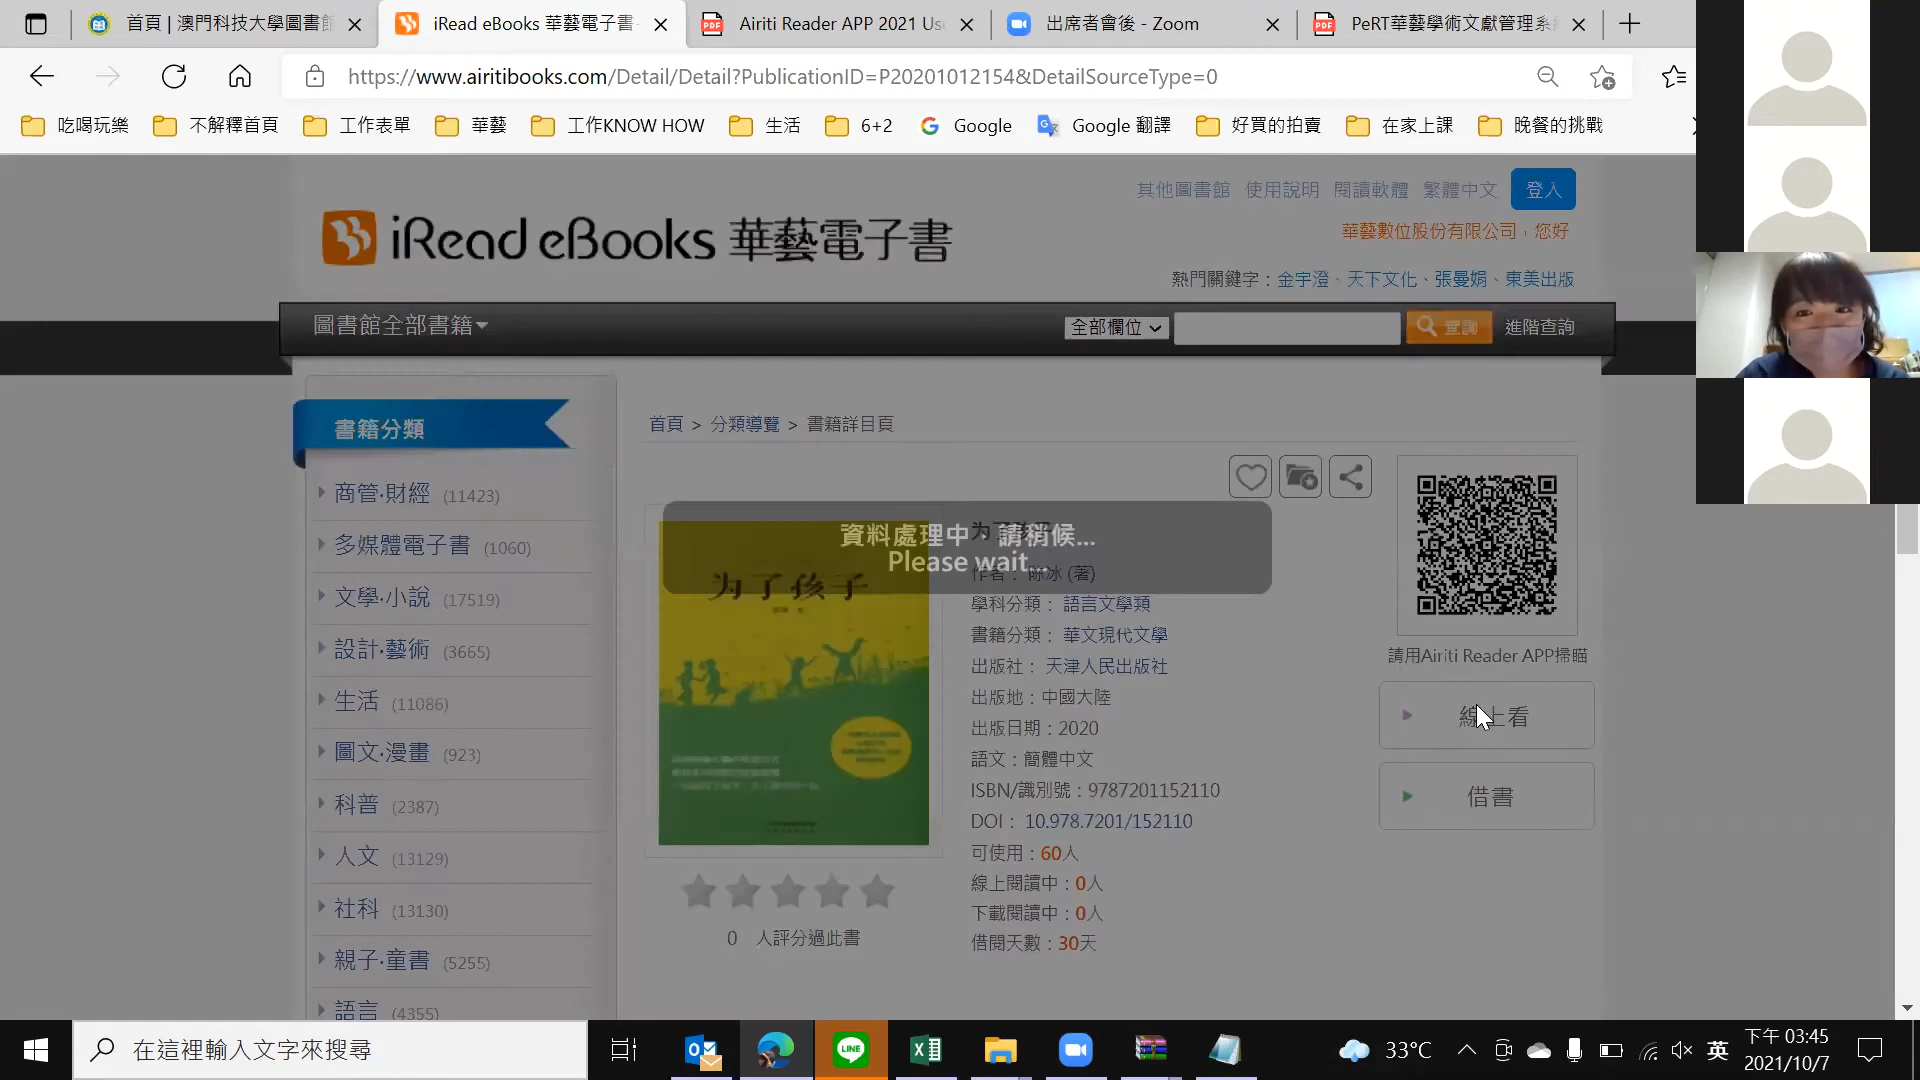 首頁 | 澳門科技大學圖書館
iRead eBooks 華藝電子書
Airiti Reader APP 2021 Us
出席者會後 - Zoom
PeRT華藝學術文獻管理系
https://www.airitibooks.com/Detail/Detail?PublicationID=P20201012154&DetailSourceType=0
吃喝玩樂
不解釋首頁
工作表單
華藝
工作KNOW HOW
生活
6+2
Google
Google 翻譯
好買的拍賣
在家上課
晚餐的挑戰
其他圖書館 使用說明 閱讀軟體 繁體中文 登入
iRead eBooks 華藝電子書
華藝數位股份有限公司，您好
熱門關鍵字：金宇澄、天下文化、張曼娟、東美出版
圖書館全部書籍
全部欄位
查詢
進階查詢
書籍分類
首頁 > 分類導覽 > 書籍詳目頁
商管‧財經 (11423)
多媒體電子書 (1060)
文學‧小說 (17519)
設計‧藝術 (3665)
生活 (11086)
圖文‧漫畫 (923)
科普 (2387)
人文 (13129)
社科 (13130)
親子‧童書 (5255)
語言 (4355)
資料處理中，請稍候...
Please wait...
为了孩子
0 人評分過此書
为了孩子
作者： 陈冰 (著)
學科分類： 語言文學類
書籍分類： 華文現代文學
出版社： 天津人民出版社
出版地：中國大陸
出版日期：2020
語文：簡體中文
ISBN/識別號：9787201152110
DOI： 10.978.7201/152110
可使用：60人
線上閱讀中：0人
下載閱讀中：0人
借閱天數：30天
請用Airiti Reader APP掃瞄
線上看
借書
在這裡輸入文字來搜尋
LINE
33°C
英
下午 03:45
2021/10/7